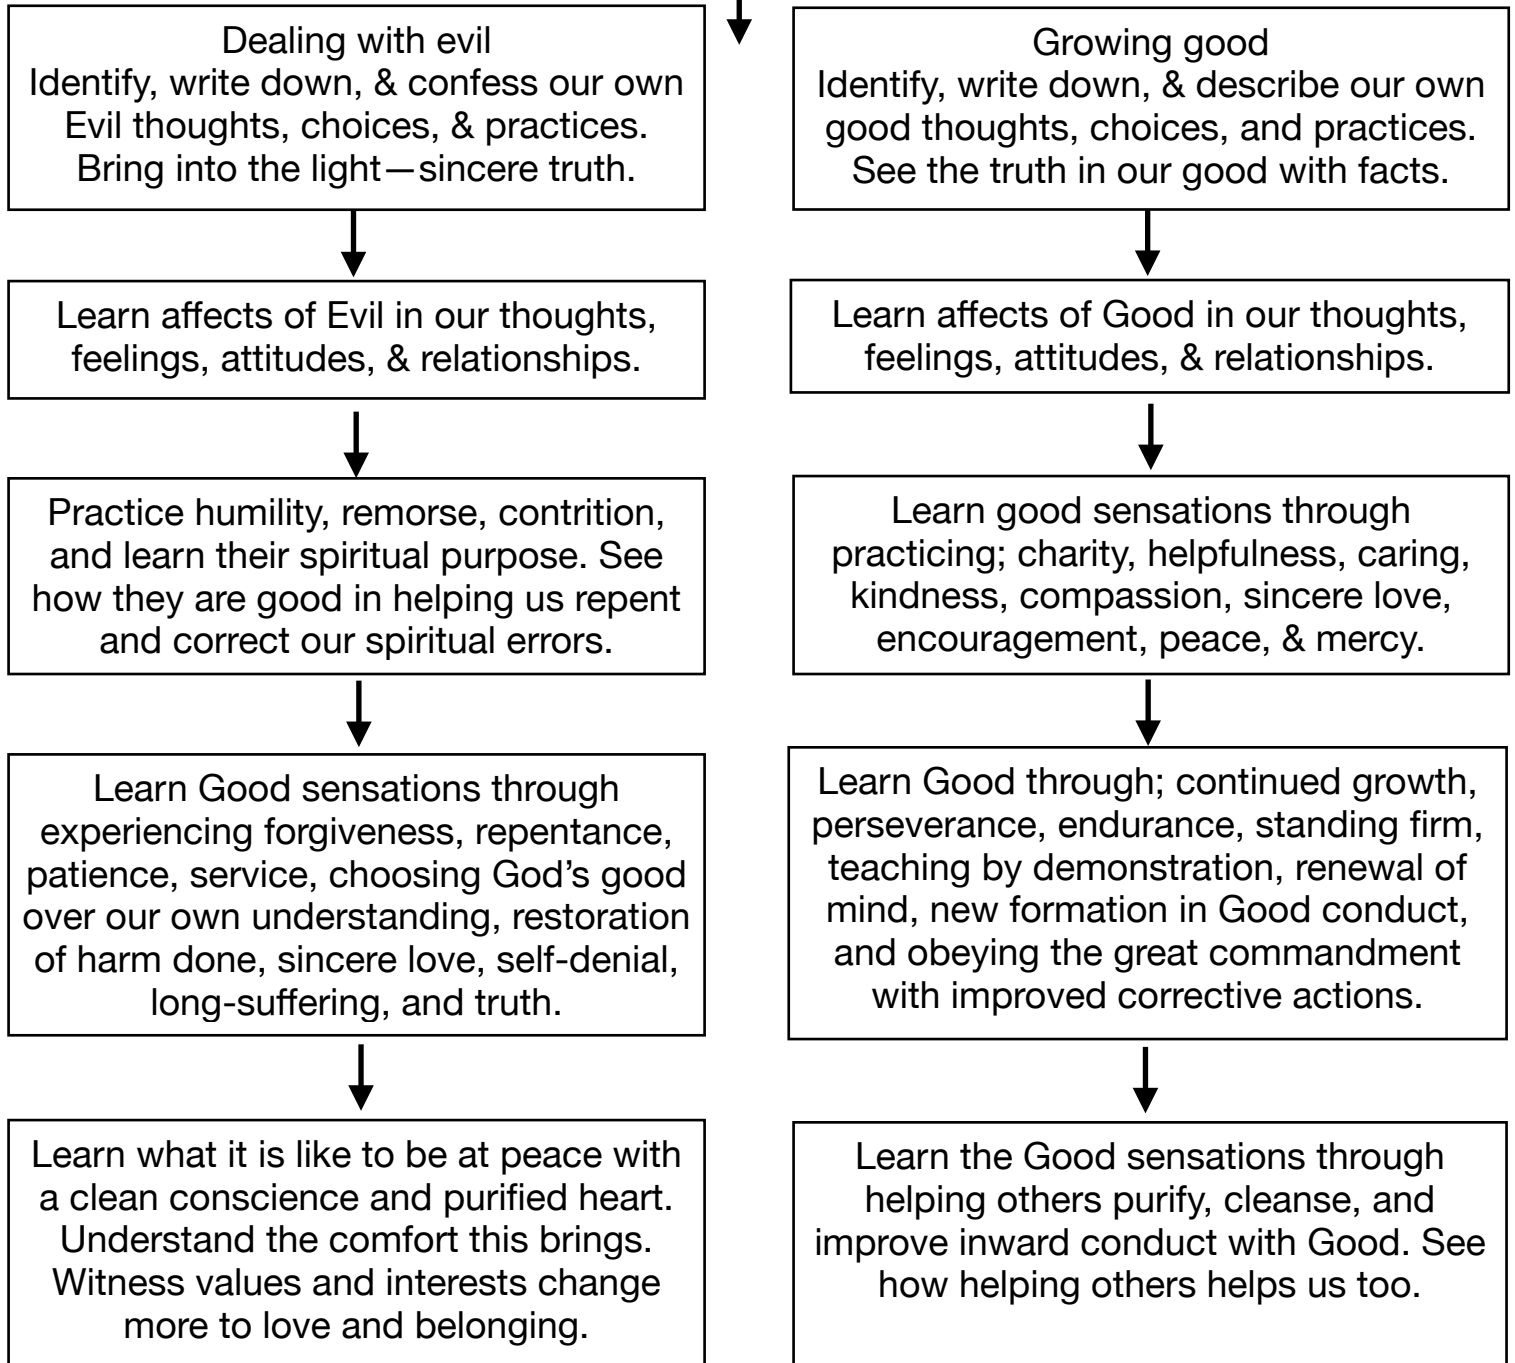 Dealing with evil
Identify, write down, & confess our own
Evil thoughts, choices, & practices.
Bring into the light—sincere truth.
Learn affects of Evil in our thoughts,
feelings, attitudes, & relationships.
Practice humility, remorse, contrition,
and learn their spiritual purpose. See
how they are good in helping us repent
and correct our spiritual errors.
Learn Good sensations through
experiencing forgiveness, repentance,
patience, service, choosing God’s good
over our own understanding, restoration
of harm done, sincere love, self-denial,
long-suffering, and truth.
Learn what it is like to be at peace with
a clean conscience and purified heart.
Understand the comfort this brings.
Witness values and interests change
more to love and belonging.
Growing good
Identify, write down, & describe our own
good thoughts, choices, and practices.
See the truth in our good with facts.
Learn affects of Good in our thoughts,
feelings, attitudes, & relationships.
Learn good sensations through
practicing; charity, helpfulness, caring,
kindness, compassion, sincere love,
encouragement, peace, & mercy.
Learn Good through; continued growth,
perseverance, endurance, standing firm,
teaching by demonstration, renewal of
mind, new formation in Good conduct,
and obeying the great commandment
with improved corrective actions.
Learn the Good sensations through
helping others purify, cleanse, and
improve inward conduct with Good. See
how helping others helps us too.